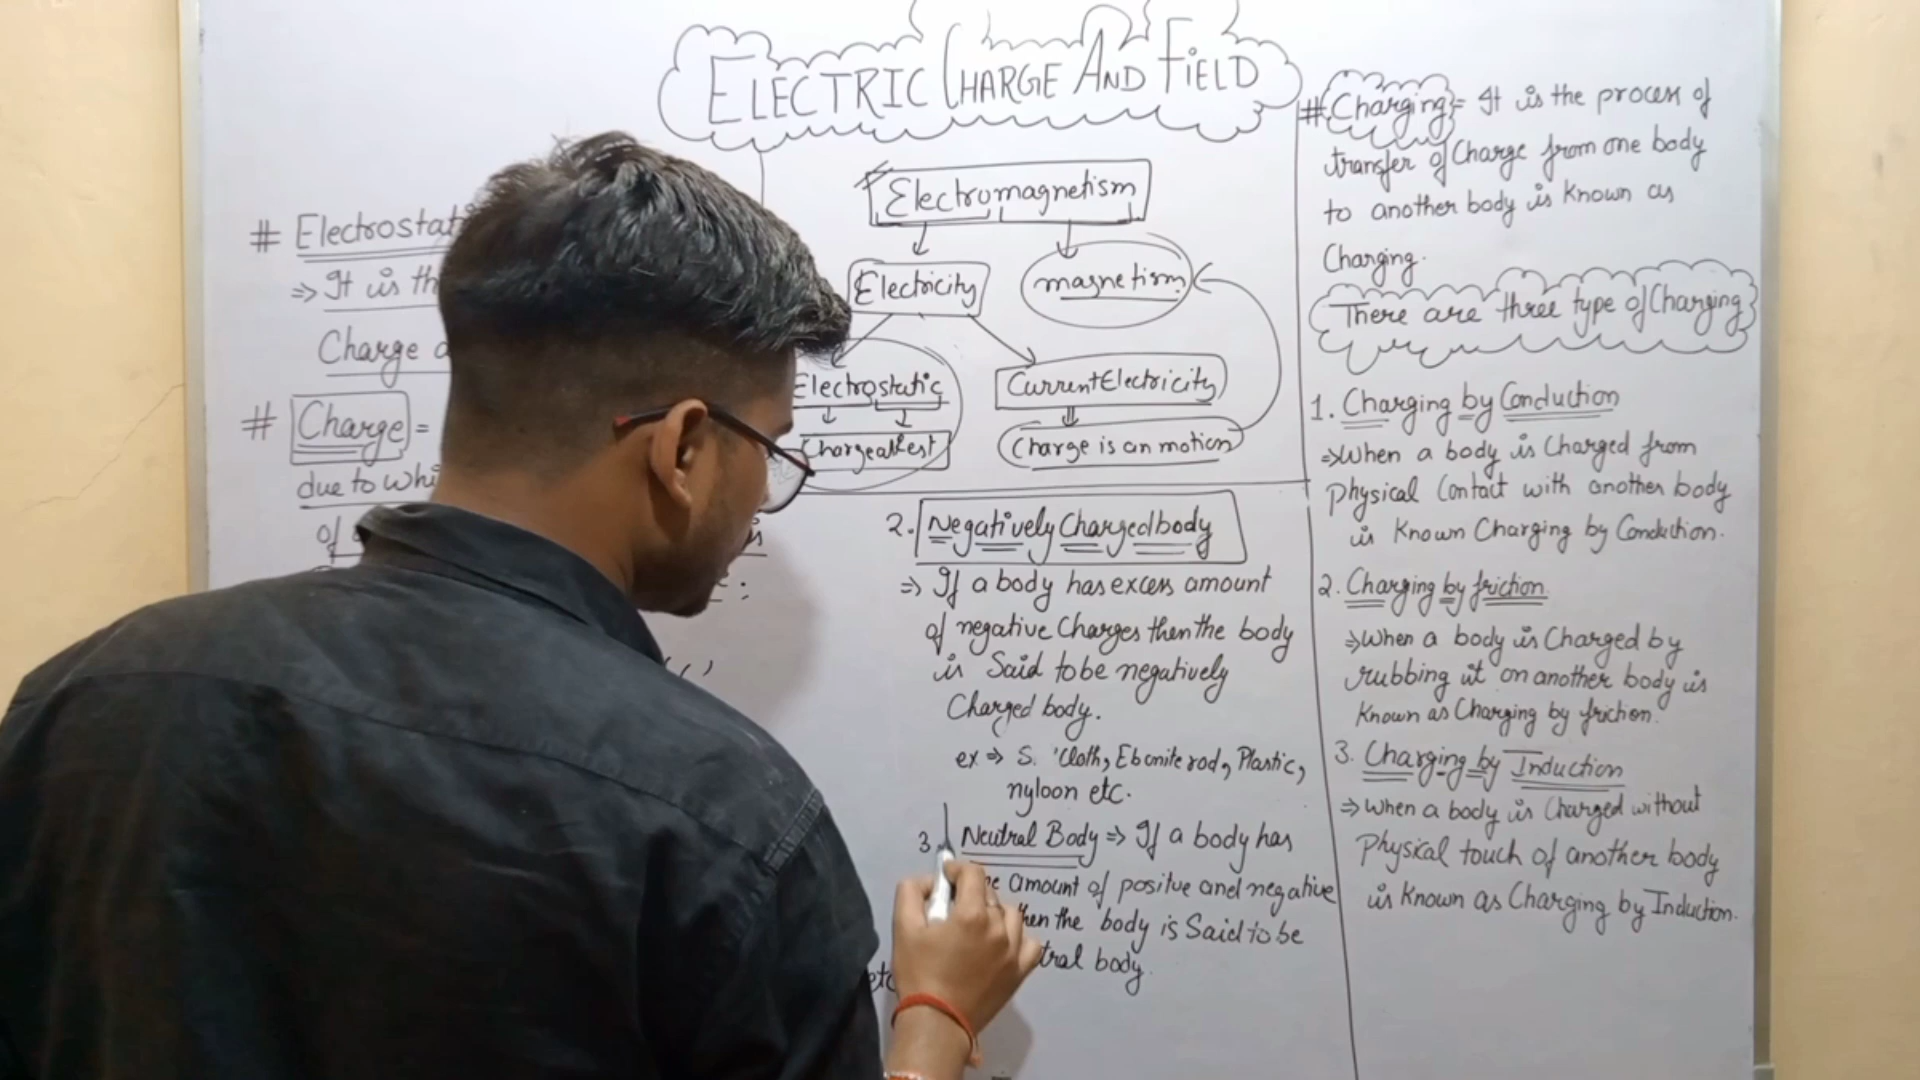 ELECTRIC CHARGE AND FIELD
# Electrostati
⇒ It is th
Charge
# Charge =
due to whi
of
Electromagnetism
Electricity magnetism
Electrostatic CurrentElectricity
Charge at Rest Charge is on motion
2. Negatively Charged body
⇒ If a body has excess amount
of negative Charges then the body
is Said to be negatively
Charged body.
ex ⇒ S. Cloth, Ebonite rod, Plastic,
nyloon etc.
3. Neutral Body ⇒ If a body has
amount of positive and negative
then the body is Said to be
tral body.
etc
# Charging = It is the process of
transfer of Charge from one body
to another body is Known as
Charging.
There are three type of Charging
1. Charging by Conduction
⇒ When a body is Charged from
Physical Contact with another body
is Known Charging by Conduction.
2. Charging by friction
⇒ When a body is Charged by
rubbing it on another body is
Known as Charging by friction.
3. Charging by Induction
⇒ When a body is Charged without
Physical touch of another body
is Known as Charging by Induction.